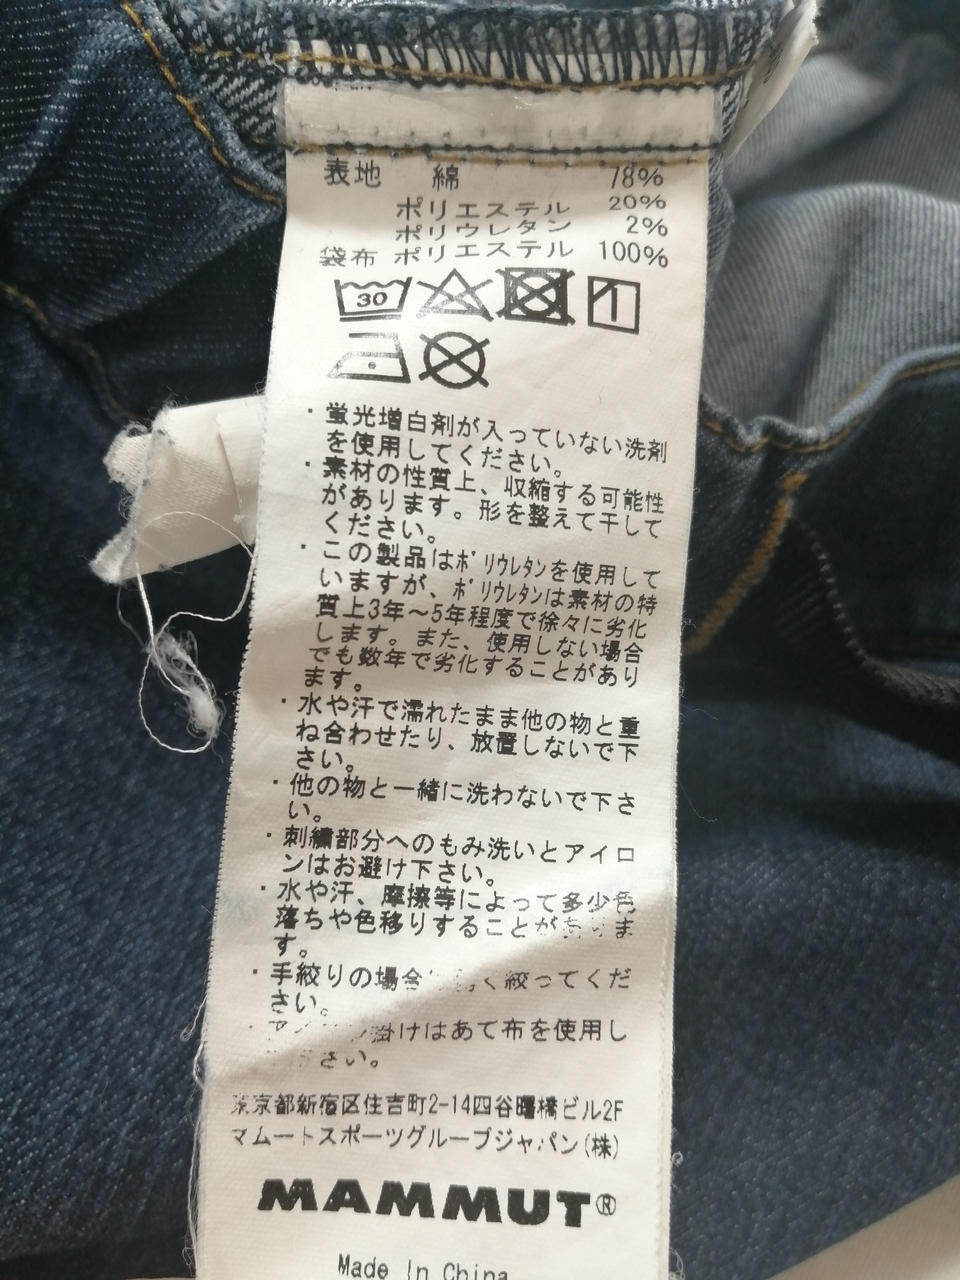 表地 綿 78%
ポリエステル 20%
ポリウレタン 2%
袋布 ポリエステル 100%
30
・蛍光増白剤が入っていない洗剤
を使用してください。
・素材の性質上、収縮する可能性
があります。形を整えて干して
ください。
・この製品はポリウレタンを使用して
いますが、ポリウレタンは素材の特
質上3年～5年程度で徐々に劣化
します。また、使用しない場合
でも数年で劣化することがあり
ます。
・水や汗で濡れたまま他の物と重
ね合わせたり、放置しないで下
さい。
・他の物と一緒に洗わないで下さ
い。
・刺繍部分へのもみ洗いとアイロ
ンはお避け下さい。
・水や汗、摩擦等によって多少色
落ちや色移りすることがありま
す。
・手絞りの場合は く絞ってくだ
さい。
掛けはあて布を使用し
さい。
東京都新宿区住吉町2-14四谷曙橋ビル2F
マムートスポーツグループジャパン(株)
MAMMUT®
Made In China